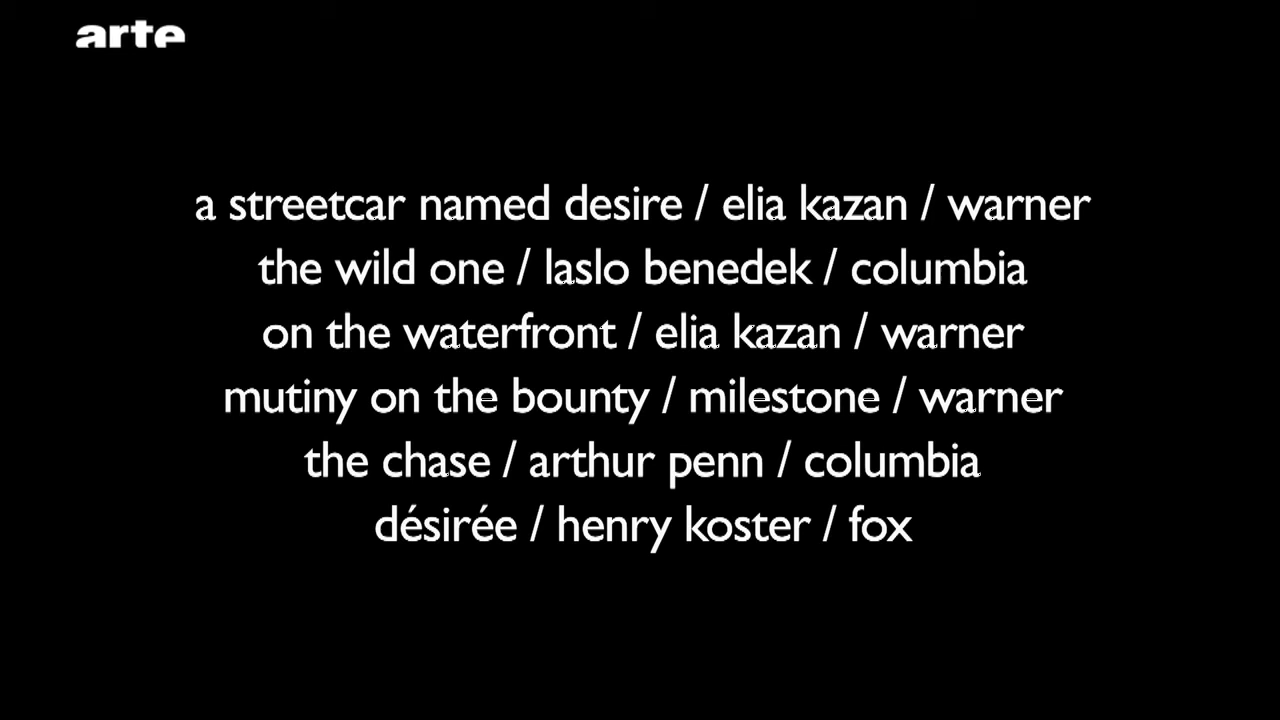 arte
a streetcar named desire / elia kazan / warner
the wild one / laslo benedek / columbia
on the waterfront / elia kazan / warner
mutiny on the bounty / milestone / warner
the chase / arthur penn / columbia
désirée / henry koster / fox